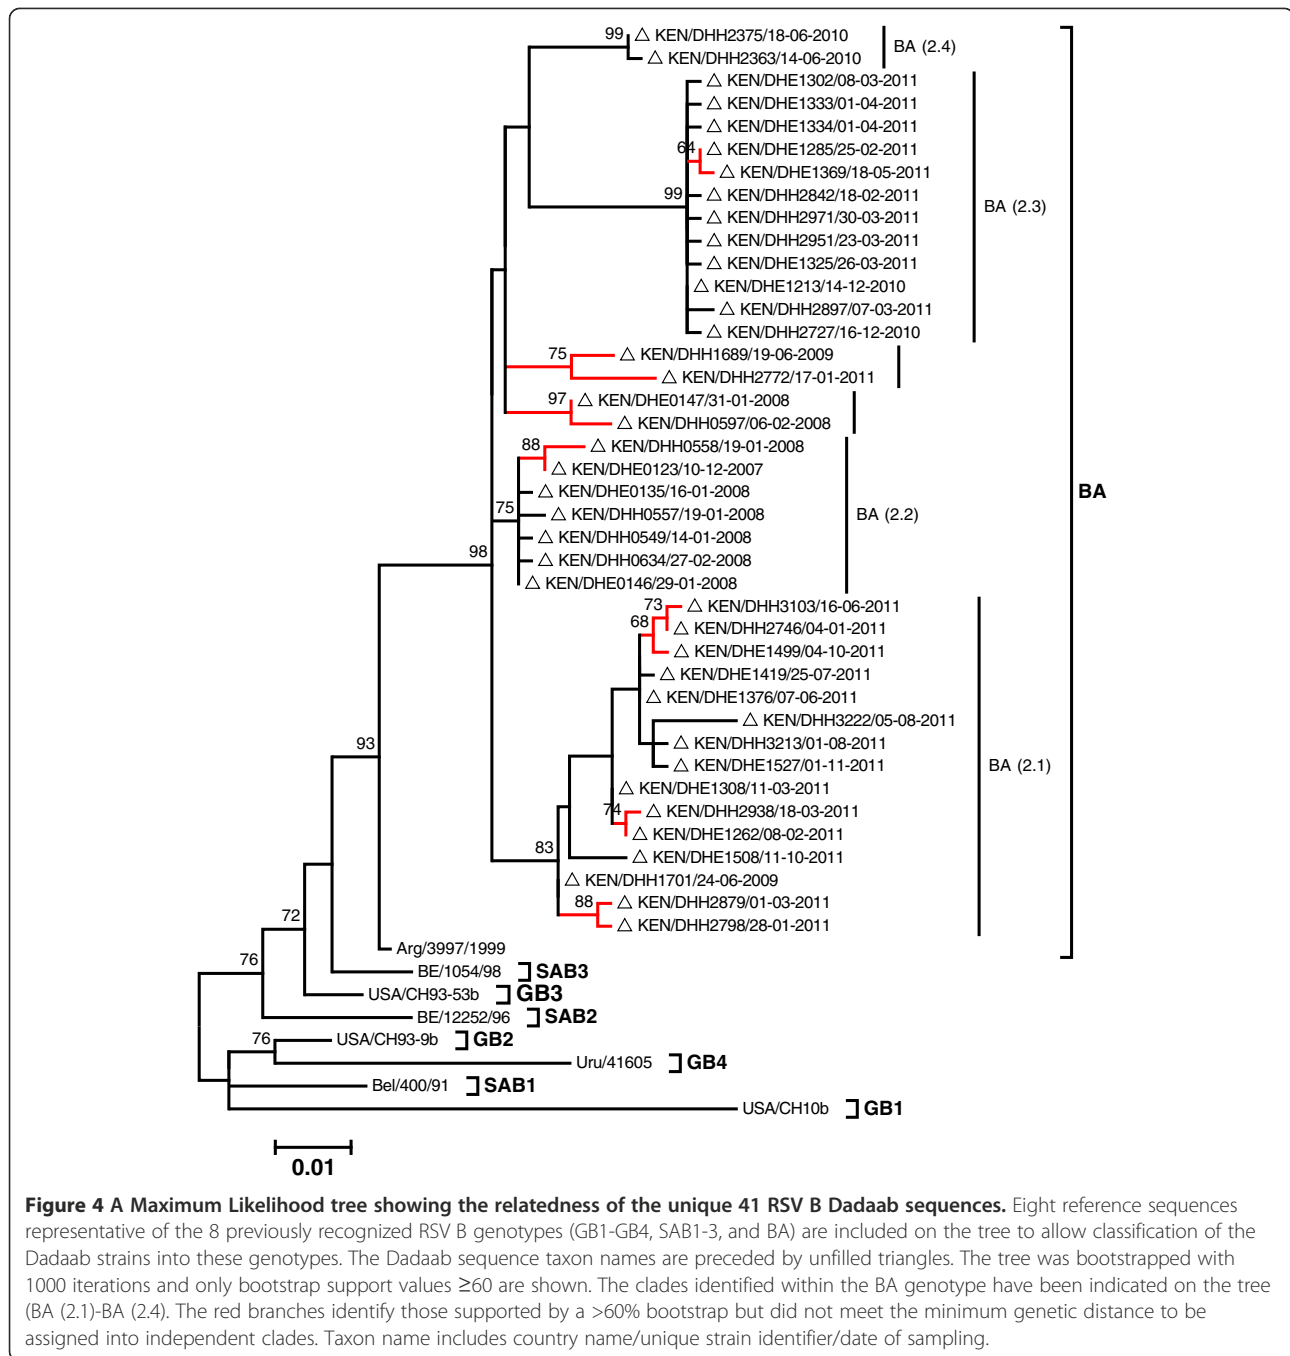 99 △ KEN/DHH2375/18-06-2010
△ KEN/DHH2363/14-06-2010
BA (2.4)
△ KEN/DHE1302/08-03-2011
△ KEN/DHE1333/01-04-2011
△ KEN/DHE1334/01-04-2011
64 △ KEN/DHE1285/25-02-2011
△ KEN/DHE1369/18-05-2011
99 △ KEN/DHH2842/18-02-2011
△ KEN/DHH2971/30-03-2011
△ KEN/DHH2951/23-03-2011
△ KEN/DHE1325/26-03-2011
△ KEN/DHE1213/14-12-2010
△ KEN/DHH2897/07-03-2011
△ KEN/DHH2727/16-12-2010
BA (2.3)
75 △ KEN/DHH1689/19-06-2009
△ KEN/DHH2772/17-01-2011
97 △ KEN/DHE0147/31-01-2008
△ KEN/DHH0597/06-02-2008
88 △ KEN/DHH0558/19-01-2008
△ KEN/DHE0123/10-12-2007
△ KEN/DHE0135/16-01-2008
75 △ KEN/DHH0557/19-01-2008
△ KEN/DHH0549/14-01-2008
△ KEN/DHH0634/27-02-2008
△ KEN/DHE0146/29-01-2008
BA (2.2)
BA
98
73 △ KEN/DHH3103/16-06-2011
68 △ KEN/DHH2746/04-01-2011
△ KEN/DHE1499/04-10-2011
△ KEN/DHE1419/25-07-2011
△ KEN/DHE1376/07-06-2011
△ KEN/DHH3222/05-08-2011
△ KEN/DHH3213/01-08-2011
△ KEN/DHE1527/01-11-2011
△ KEN/DHE1308/11-03-2011
74 △ KEN/DHH2938/18-03-2011
△ KEN/DHE1262/08-02-2011
83 △ KEN/DHE1508/11-10-2011
△ KEN/DHH1701/24-06-2009
88 △ KEN/DHH2879/01-03-2011
△ KEN/DHH2798/28-01-2011
BA (2.1)
93
Arg/3997/1999
72
BE/1054/98 SAB3
76
USA/CH93-53b GB3
BE/12252/96 SAB2
76 USA/CH93-9b GB2
Uru/41605 GB4
Bel/400/91 SAB1
USA/CH10b GB1
0.01
Figure 4 A Maximum Likelihood tree showing the relatedness of the unique 41 RSV B Dadaab sequences. Eight reference sequences
representative of the 8 previously recognized RSV B genotypes (GB1-GB4, SAB1-3, and BA) are included on the tree to allow classification of the
Dadaab strains into these genotypes. The Dadaab sequence taxon names are preceded by unfilled triangles. The tree was bootstrapped with
1000 iterations and only bootstrap support values ≥60 are shown. The clades identified within the BA genotype have been indicated on the tree
(BA (2.1)-BA (2.4). The red branches identify those supported by a >60% bootstrap but did not meet the minimum genetic distance to be
assigned into independent clades. Taxon name includes country name/unique strain identifier/date of sampling.